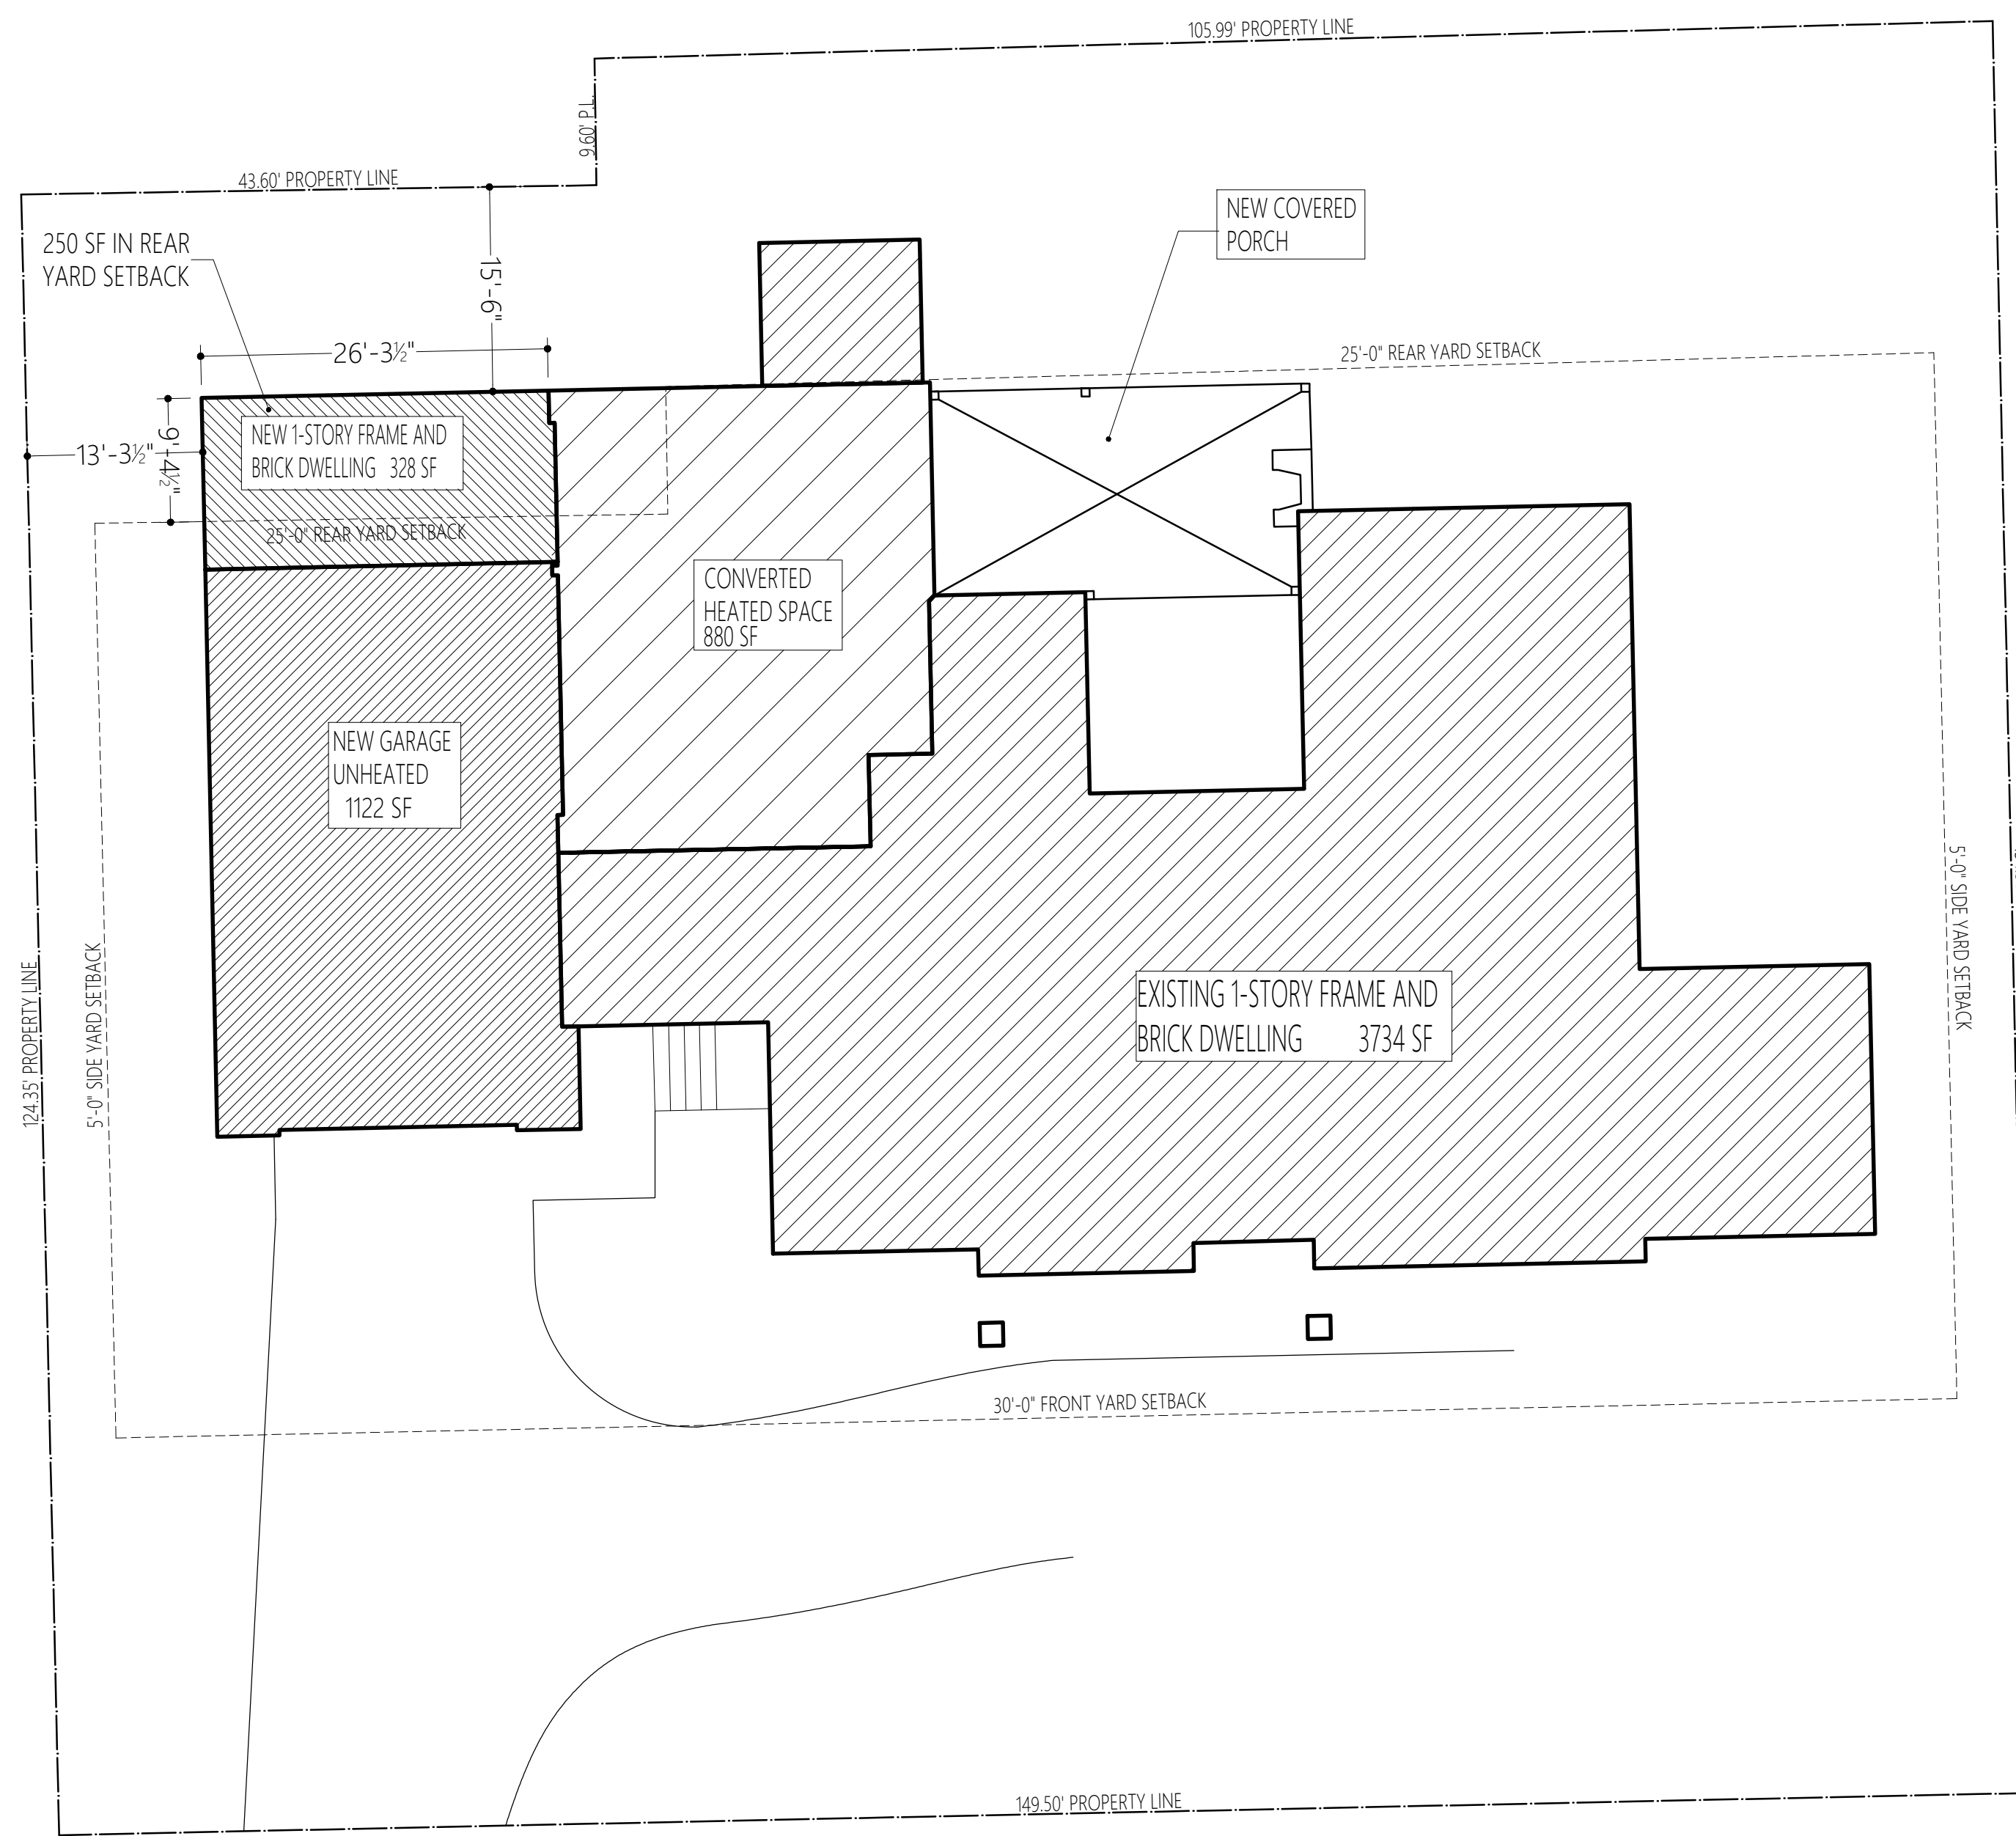 105.99' PROPERTY LINE
9.60' P.L.
43.60' PROPERTY LINE
250 SF IN REAR
YARD SETBACK
NEW COVERED
PORCH
15'-6"
26'-3½"
25'-0" REAR YARD SETBACK
13'-3½"
9'-4½"
NEW 1-STORY FRAME AND
BRICK DWELLING 328 SF
25'-0" REAR YARD SETBACK
CONVERTED
HEATED SPACE
880 SF
NEW GARAGE
UNHEATED
1122 SF
EXISTING 1-STORY FRAME AND
BRICK DWELLING 3734 SF
124.35' PROPERTY LINE
5'-0" SIDE YARD SETBACK
5'-0" SIDE YARD SETBACK
30'-0" FRONT YARD SETBACK
149.50' PROPERTY LINE